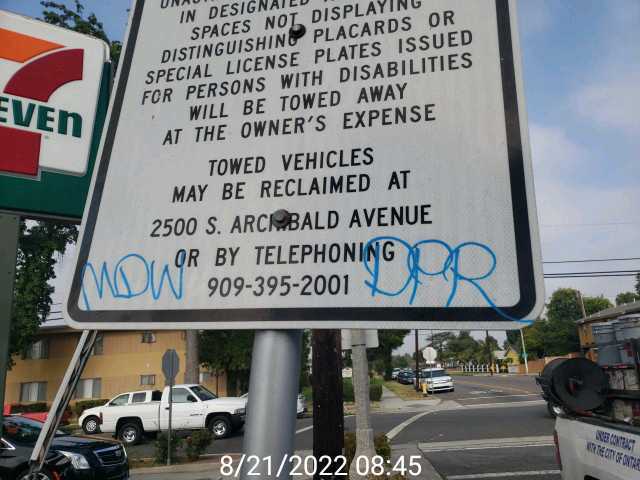 IN DESIGNATED
SPACES NOT DISPLAYING
DISTINGUISHING PLACARDS OR
SPECIAL LICENSE PLATES ISSUED
FOR PERSONS WITH DISABILITIES
WILL BE TOWED AWAY
AT THE OWNER'S EXPENSE
TOWED VEHICLES
MAY BE RECLAIMED AT
2500 S. ARCHIBALD AVENUE
OR BY TELEPHONING
909-395-2001
MDW
DPR
EVEn
UNDER CONTRACT
WITH THE CITY OF ONTAR
8/21/2022 08:45